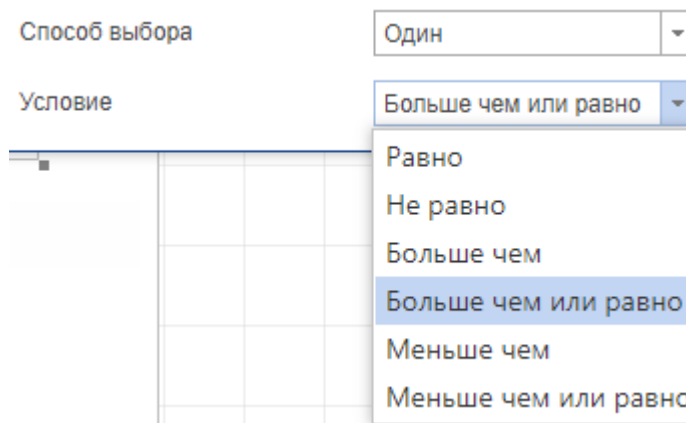 Способ выбора Один
Условие Больше чем или равно
Равно
Не равно
Больше чем
Больше чем или равно
Меньше чем
Меньше чем или равно